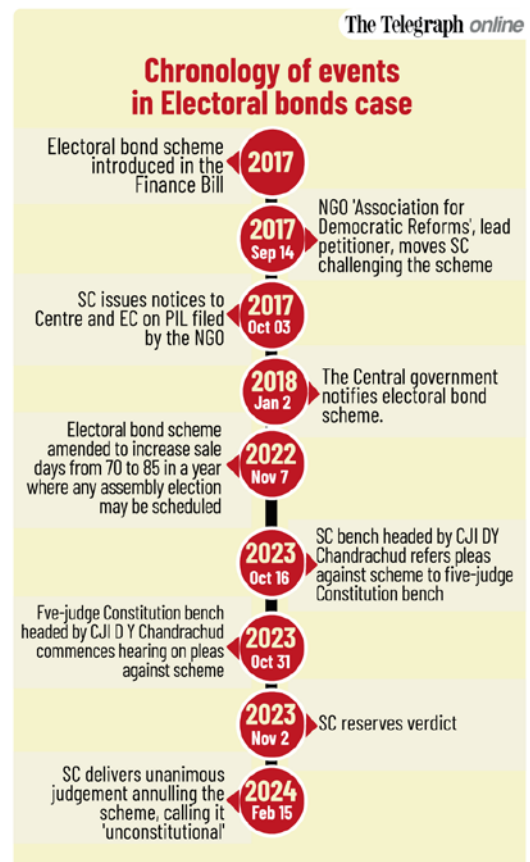 The Telegraph online
Chronology of events
in Electoral bonds case
Electoral bond scheme
introduced in the
Finance Bill
2017
2017
Sep 14
NGO 'Association for
Democratic Reforms', lead
petitioner, moves SC
challenging the scheme
SC issues notices to
Centre and EC on PIL filed
by the NGO
2017
Oct 03
2018
Jan 2
The Central government
notifies electoral bond
scheme.
Electoral bond scheme
amended to increase sale
days from 70 to 85 in a year
where any assembly election
may be scheduled
2022
Nov 7
2023
Oct 16
SC bench headed by CJI DY
Chandrachud refers pleas
against scheme to five-judge
Constitution bench
Fve-judge Constitution bench
headed by CJI D Y Chandrachud
commences hearing on pleas
against scheme
2023
Oct 31
2023
Nov 2
SC reserves verdict
SC delivers unanimous
judgement annulling the
scheme, calling it
'unconstitutional'
2024
Feb 15